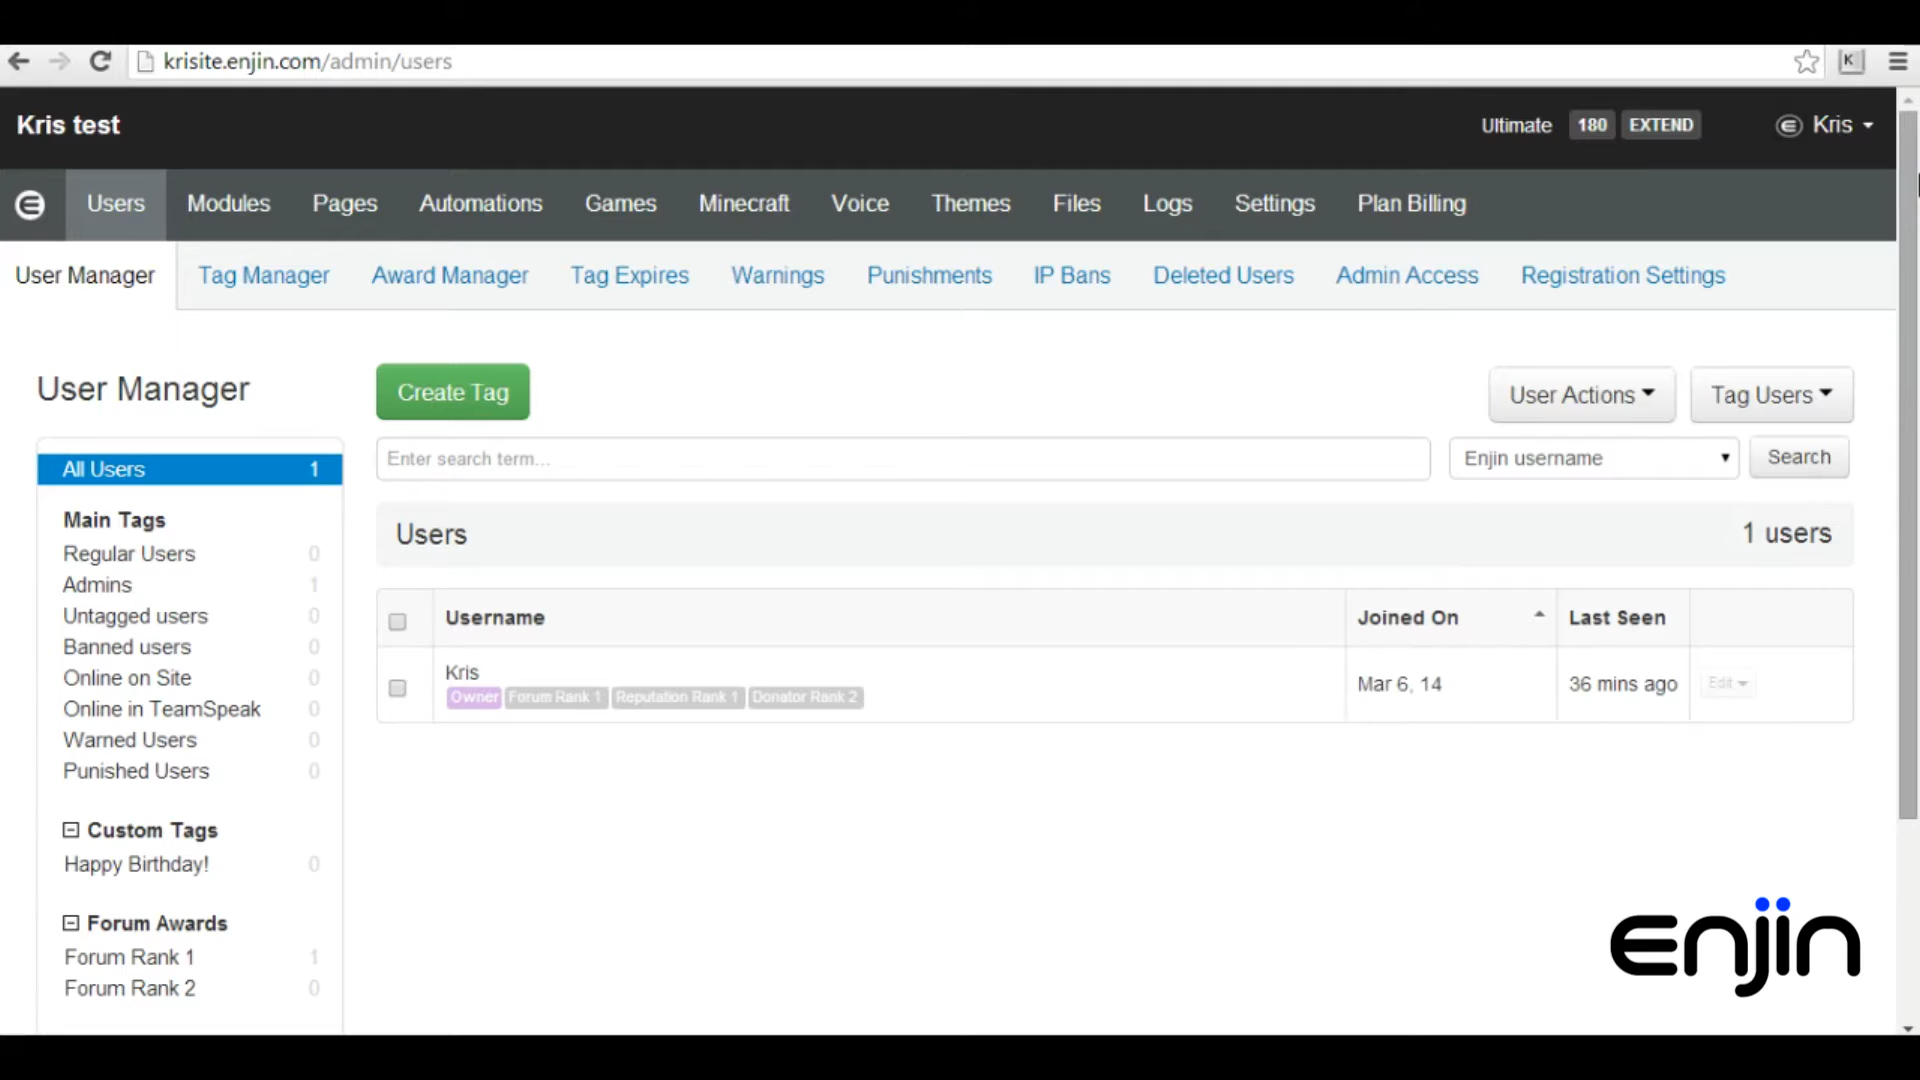 krisite.enjin.com/admin/users
K
Kris test
Ultimate 180 EXTEND Kris
Users Modules Pages Automations Games Minecraft Voice Themes Files Logs Settings Plan Billing
User Manager Tag Manager Award Manager Tag Expires Warnings Punishments IP Bans Deleted Users Admin Access Registration Settings
User Manager
Create Tag
User Actions Tag Users
Enter search term... Enjin username Search
All Users 1
Main Tags
Regular Users 0
Admins 1
Untagged users 0
Banned users 0
Online on Site 0
Online in TeamSpeak 0
Warned Users 0
Punished Users 0
Custom Tags
Happy Birthday! 0
Forum Awards
Forum Rank 1 1
Forum Rank 2 0
Users 1 users
Username Joined On Last Seen
Kris Mar 6, 14 36 mins ago Edit
Owner Forum Rank 1 Reputation Rank 1 Donator Rank 2
enjin